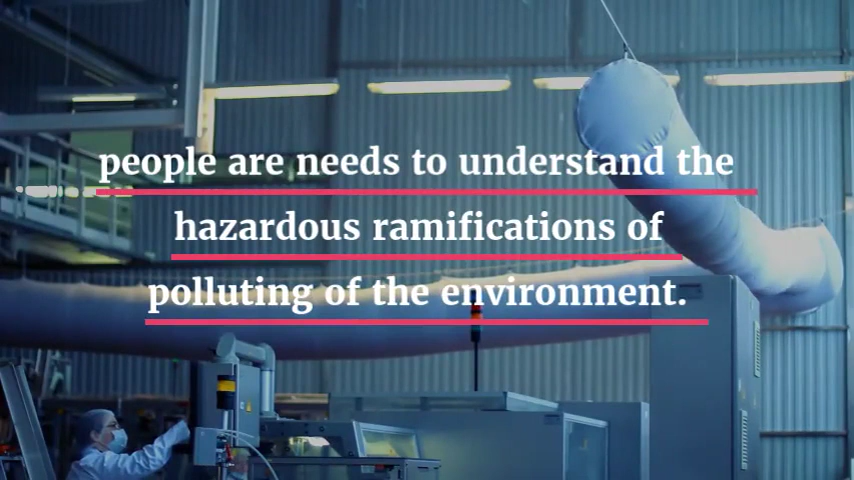 people are needs to understand the
hazardous ramifications of
polluting of the environment.